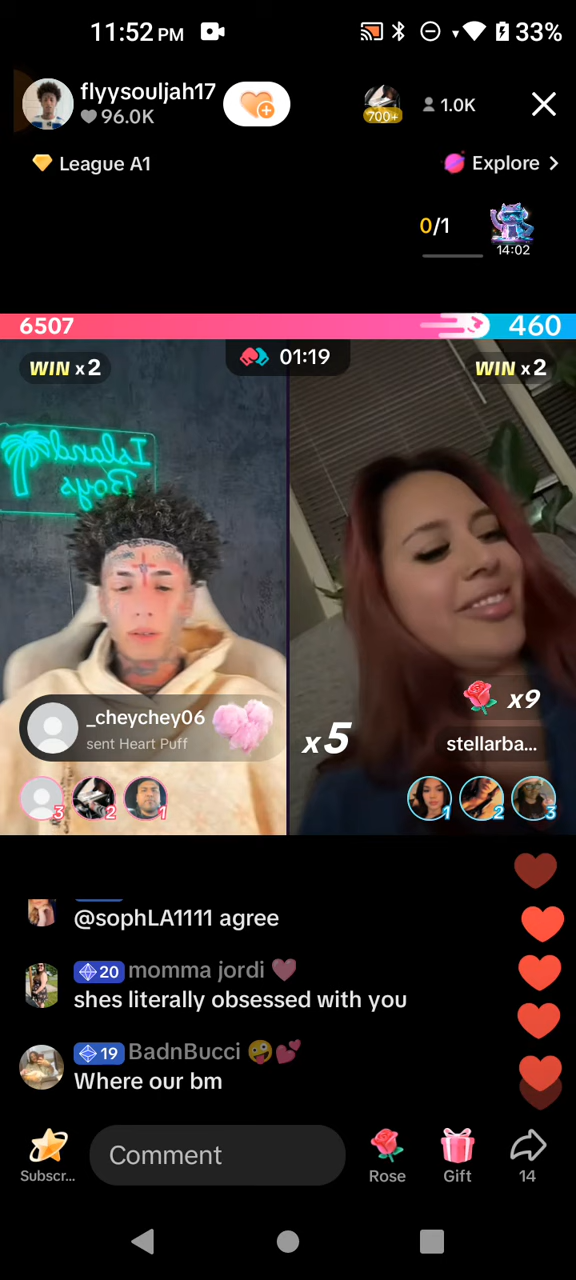 11:52 PM
33%
flyysouljah17
96.0K
700+
1.0K
League A1
Explore >
0/1
14:02
6507
460
WIN x2
01:19
WIN x2
Island
Boys
_cheychey06
sent Heart Puff
x5
x9
stellarba...
3
2
1
1
2
3
@sophLA1111 agree
20 momma jordi
shes literally obsessed with you
19 BadnBucci 🤪💕
Where our bm
Subscr...
Comment
Rose
Gift
14